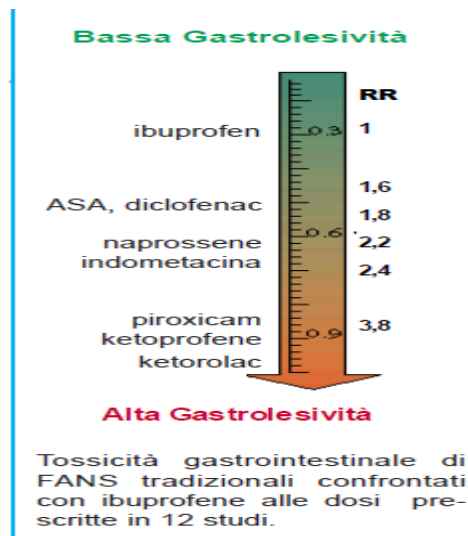 Bassa Gastrolesività
RR
ibuprofen 0.3 1
1,6
ASA, diclofenac
1,8
naprossene 0.6 2,2
indometacina 2,4
piroxicam 3,8
ketoprofene 0.9
ketorolac
Alta Gastrolesività
Tossicità gastrointestinale di
FANS tradizionali confrontati
con ibuprofene alle dosi pre-
scritte in 12 studi.